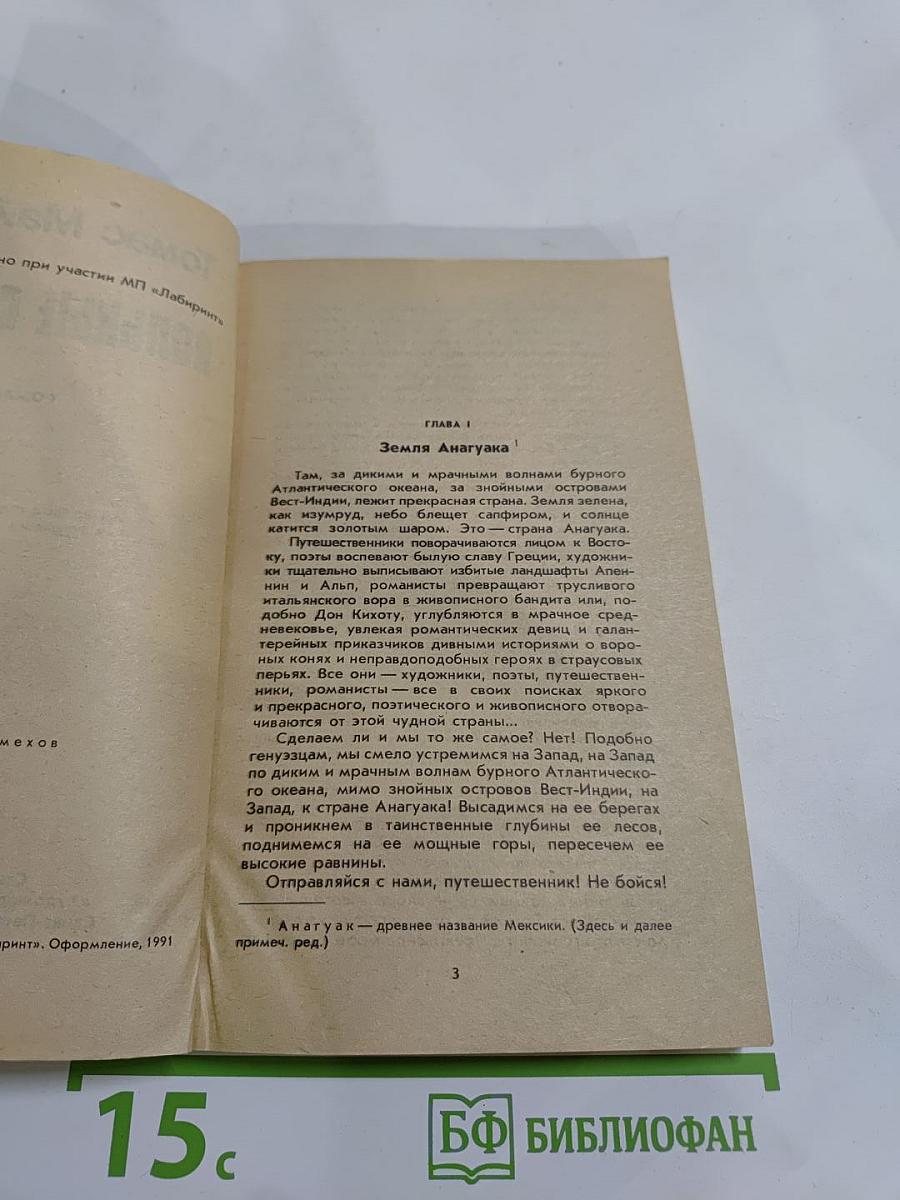 но при участии МП «Лабиринт»
мехов
ринт». Оформление, 1991
ГЛАВА I
Земля Анагуака 1
Там, за дикими и мрачными волнами бурного
Атлантического океана, за знойными островами
Вест-Индии, лежит прекрасная страна. Земля зелена,
как изумруд, небо блещет сапфиром, и солнце
катится золотым шаром. Это — страна Анагуака.
Путешественники поворачиваются лицом к Восто-
ку, поэты воспевают былую славу Греции, художни-
ки тщательно выписывают избитые ландшафты Апен-
нин и Альп, романисты превращают трусливого
итальянского вора в живописного бандита или, по-
добно Дон Кихоту, углубляются в мрачное сред-
невековье, увлекая романтических девиц и галан-
терейных приказчиков дивными историями о воро-
ных конях и неправдоподобных героях в страусовых
перьях. Все они — художники, поэты, путешествен-
ники, романисты — все в своих поисках яркого
и прекрасного, поэтического и живописного отвора-
чиваются от этой чудной страны...
Сделаем ли и мы то же самое? Нет! Подобно
генуэзцам, мы смело устремимся на Запад, на Запад
по диким и мрачным волнам бурного Атлантическо-
го океана, мимо знойных островов Вест-Индии, на
Запад, к стране Анагуака! Высадимся на ее берегах
и проникнем в таинственные глубины ее лесов,
поднимемся на ее мощные горы, пересечем ее
высокие равнины.
Отправляйся с нами, путешественник! Не бойся!
1 Анагуак — древнее название Мексики. (Здесь и далее
примеч. ред.)
3
15 с
БФ БИБЛИОФАН